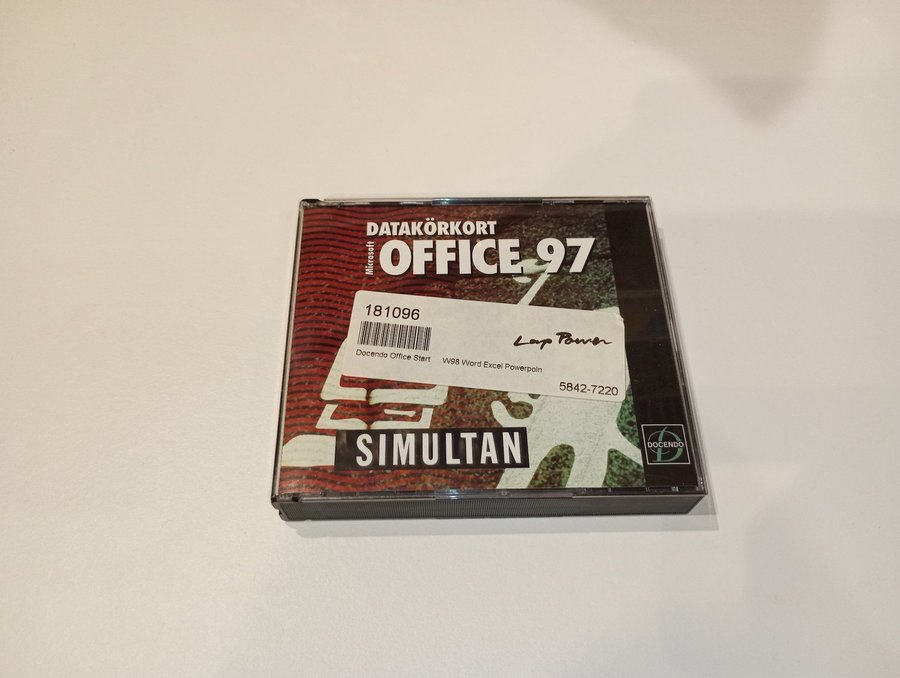 DATAKÖRKORT
Microsoft
OFFICE 97
181096
Lap Power
Docendo Office Start W98 Word Excel Powerpoin
5842-7220
SIMULTAN
DOCENDO